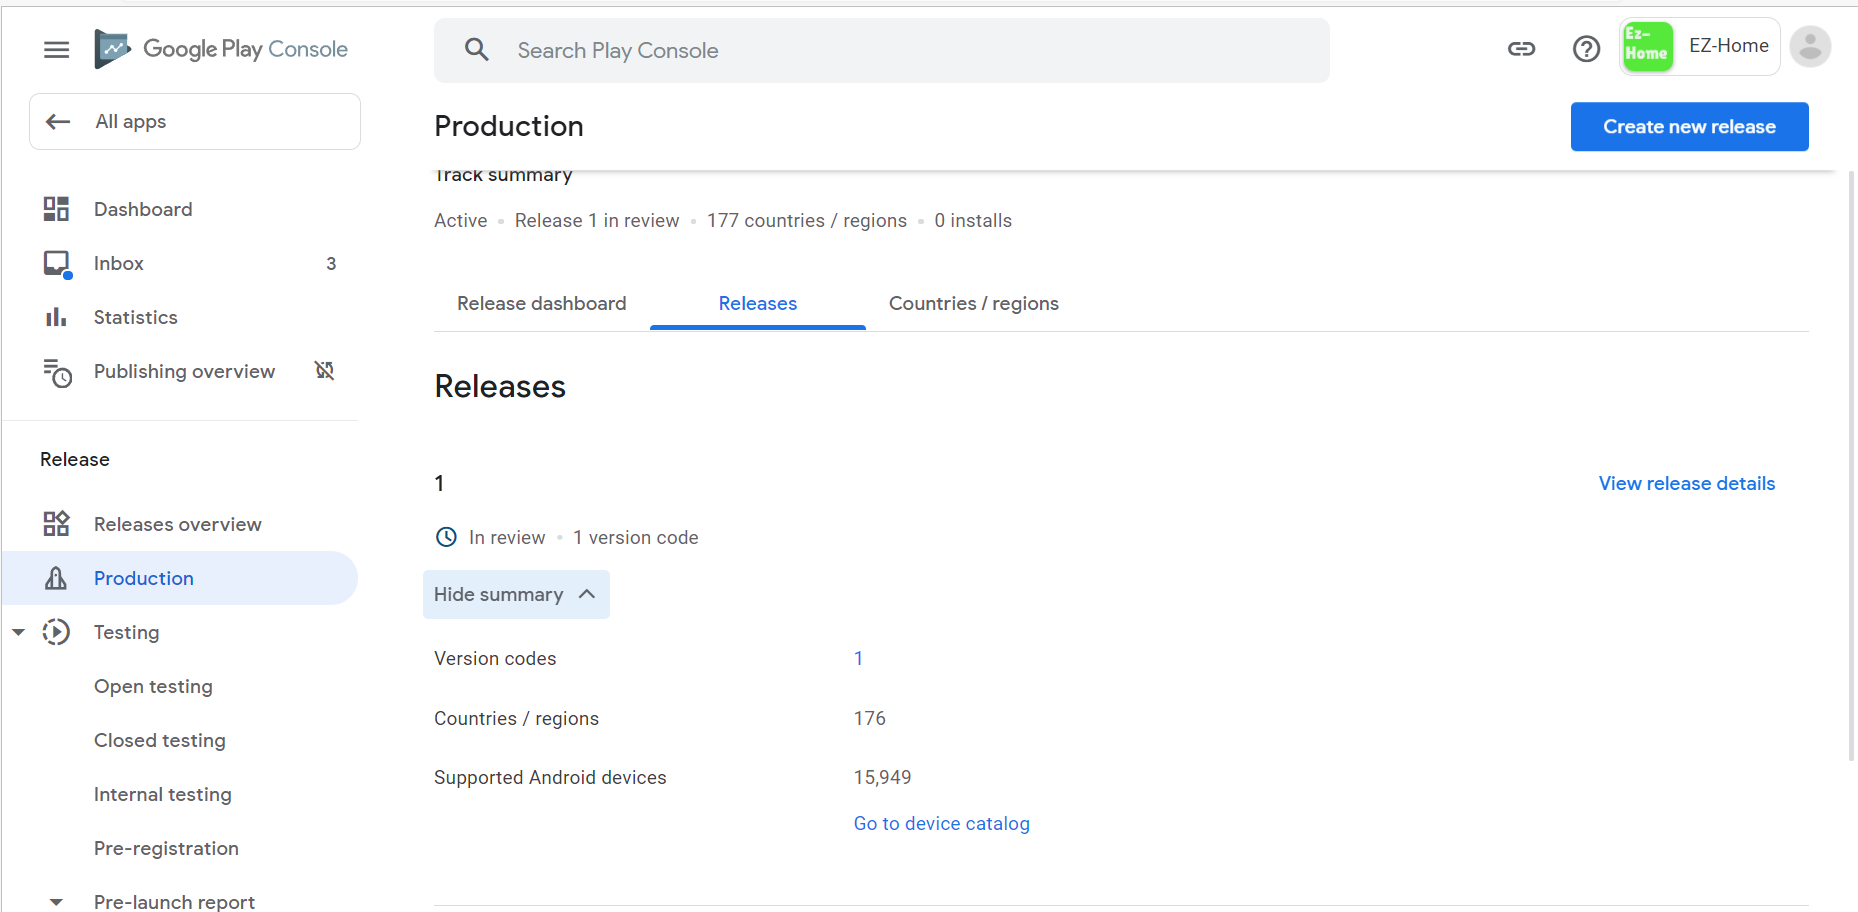 Google Play Console
Search Play Console
Ez-
Home
EZ-Home
All apps
Production
Create new release
Track summary
Active • Release 1 in review • 177 countries / regions • 0 installs
Dashboard
Inbox 3
Statistics
Publishing overview
Release dashboard
Releases
Countries / regions
Releases
Release
1
View release details
Releases overview
In review • 1 version code
Production
Hide summary
Testing
Version codes 1
Open testing
Countries / regions 176
Closed testing
Supported Android devices 15,949
Internal testing
Go to device catalog
Pre-registration
Pre-launch report